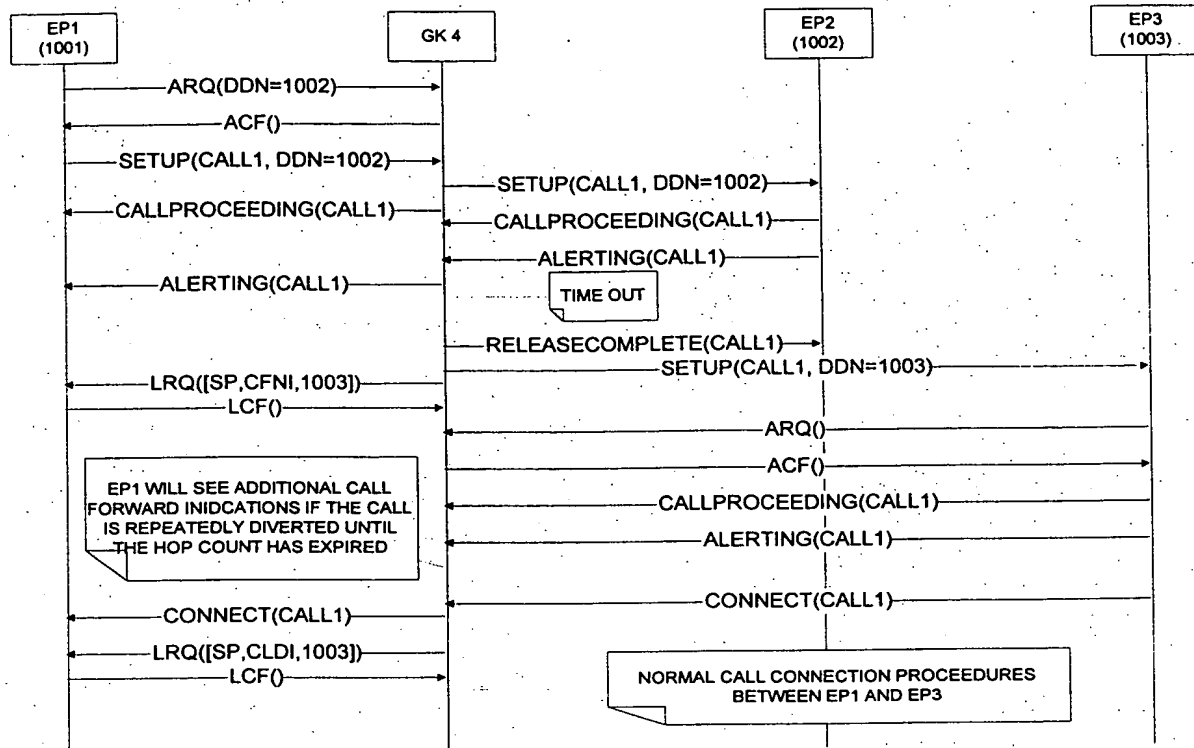 EP1
(1001)
GK 4
EP2
(1002)
EP3
(1003)
ARQ(DDN=1002)
ACF()
SETUP(CALL1, DDN=1002)
SETUP(CALL1, DDN=1002)
CALLPROCEEDING(CALL1)
CALLPROCEEDING(CALL1)
ALERTING(CALL1)
ALERTING(CALL1)
TIME OUT
RELEASECOMPLETE(CALL1)
SETUP(CALL1, DDN=1003)
LRQ([SP,CFNI,1003])
LCF()
ARQ()
ACF()
EP1 WILL SEE ADDITIONAL CALL
FORWARD INIDCATIONS IF THE CALL
IS REPEATEDLY DIVERTED UNTIL
THE HOP COUNT HAS EXPIRED
CALLPROCEEDING(CALL1)
ALERTING(CALL1)
CONNECT(CALL1)
CONNECT(CALL1)
LRQ([SP,CLDI,1003])
LCF()
NORMAL CALL CONNECTION PROCEEDURES
BETWEEN EP1 AND EP3